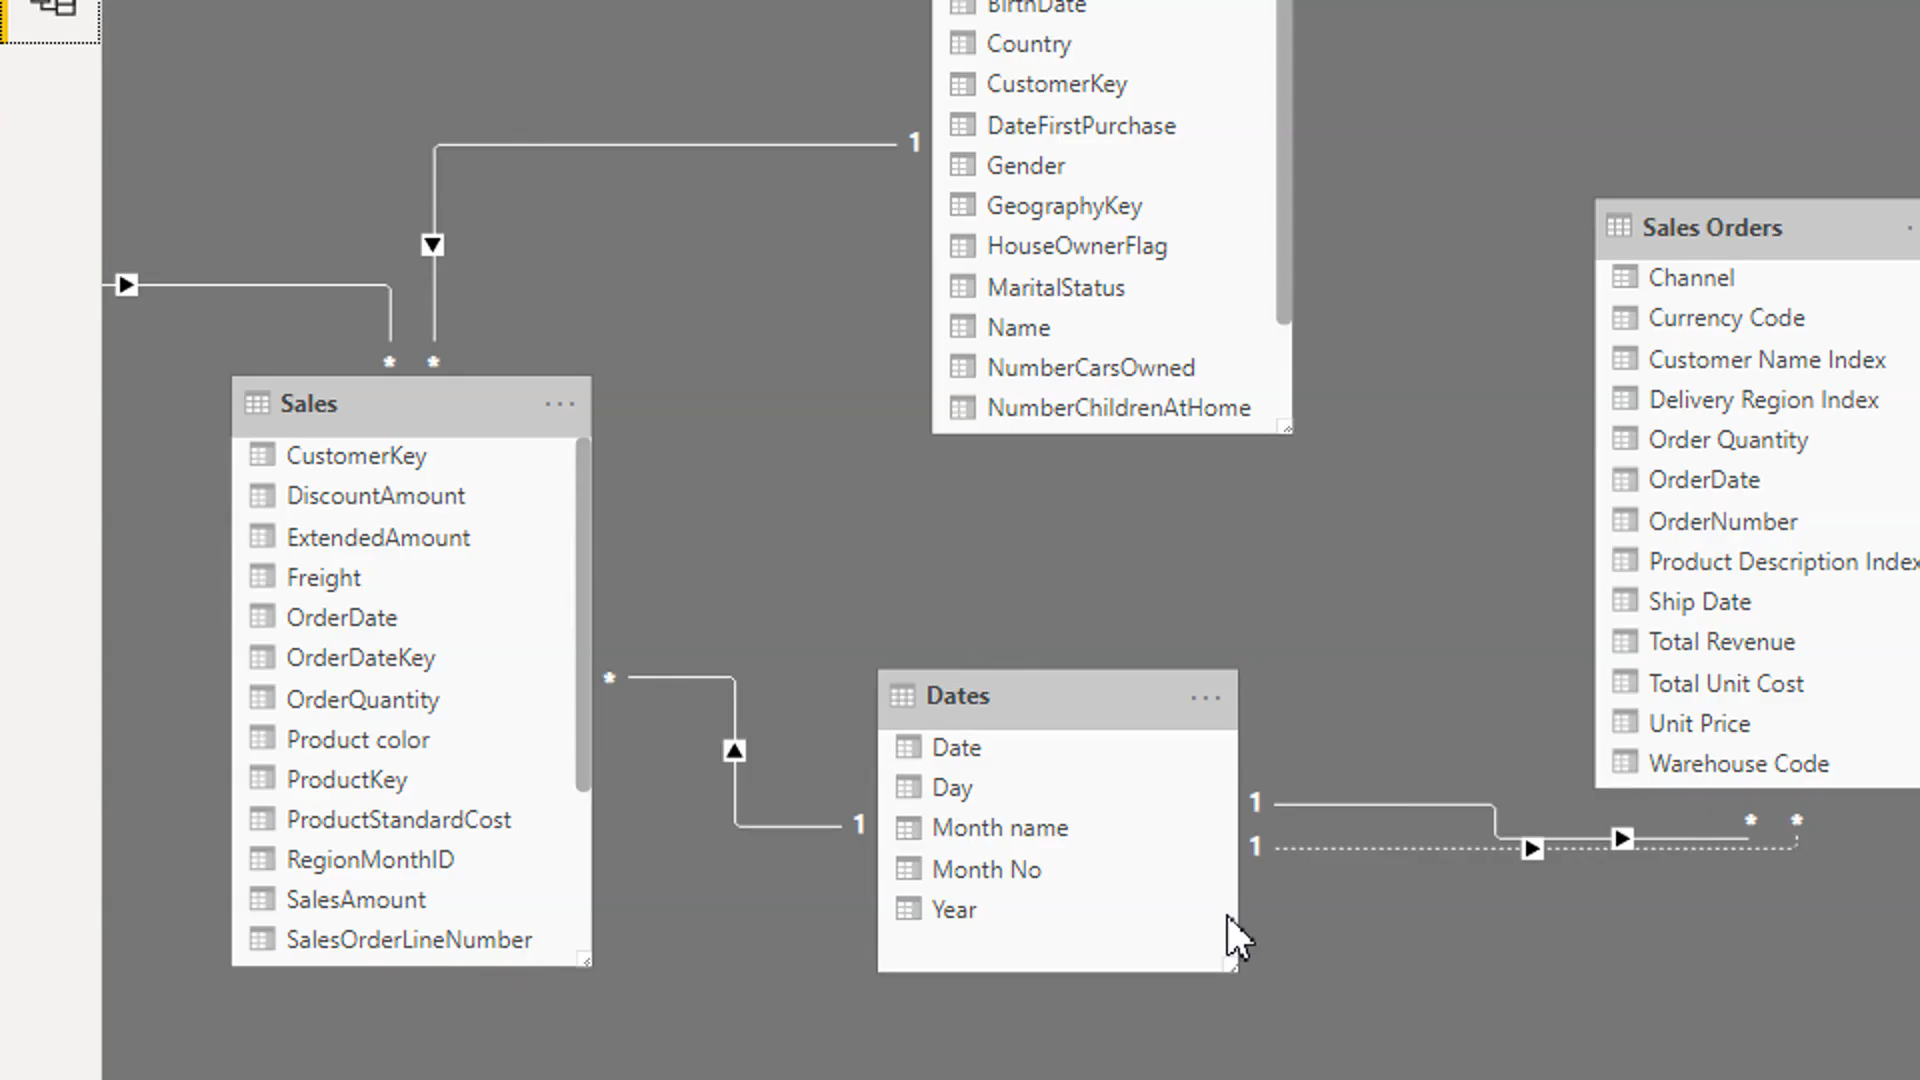 BirthDate
Country
CustomerKey
DateFirstPurchase
Gender
GeographyKey
HouseOwnerFlag
MaritalStatus
Name
NumberCarsOwned
NumberChildrenAtHome
1
* *
Sales
CustomerKey
DiscountAmount
ExtendedAmount
Freight
OrderDate
OrderDateKey
OrderQuantity
Product color
ProductKey
ProductStandardCost
RegionMonthID
SalesAmount
SalesOrderLineNumber
*
1
Dates
Date
Day
Month name
Month No
Year
1
1
* *
Sales Orders
Channel
Currency Code
Customer Name Index
Delivery Region Index
Order Quantity
OrderDate
OrderNumber
Product Description Index
Ship Date
Total Revenue
Total Unit Cost
Unit Price
Warehouse Code